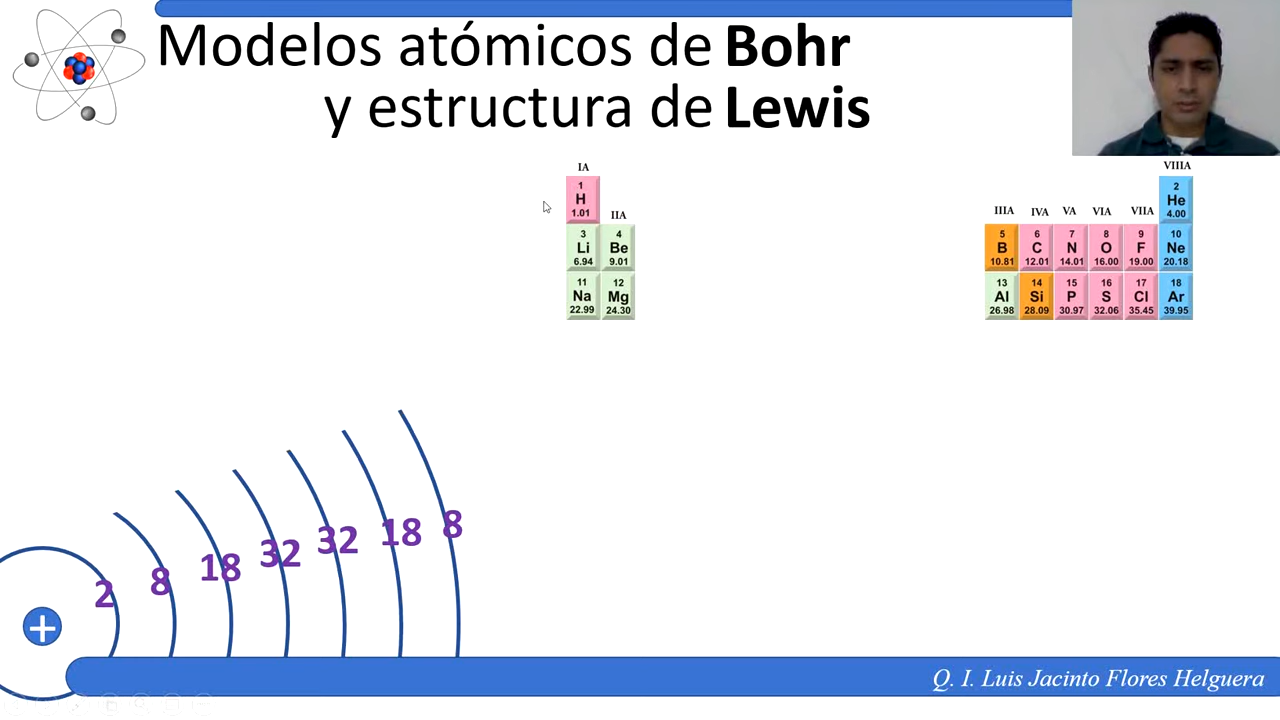 Modelos atómicos de Bohr
y estructura de Lewis
IA
VIIIA
1
H
1.01
IIA
IIIA IVA VA VIA VIIA
2
He
4.00
3 4 5 6 7 8 9 10
Li Be B C N O F Ne
6.94 9.01 10.81 12.01 14.01 16.00 19.00 20.18
11 12 13 14 15 16 17 18
Na Mg Al Si P S Cl Ar
22.99 24.30 26.98 28.09 30.97 32.06 35.45 39.95
+ 2 8 18 32 32 18 8
Q. I. Luis Jacinto Flores Helguera